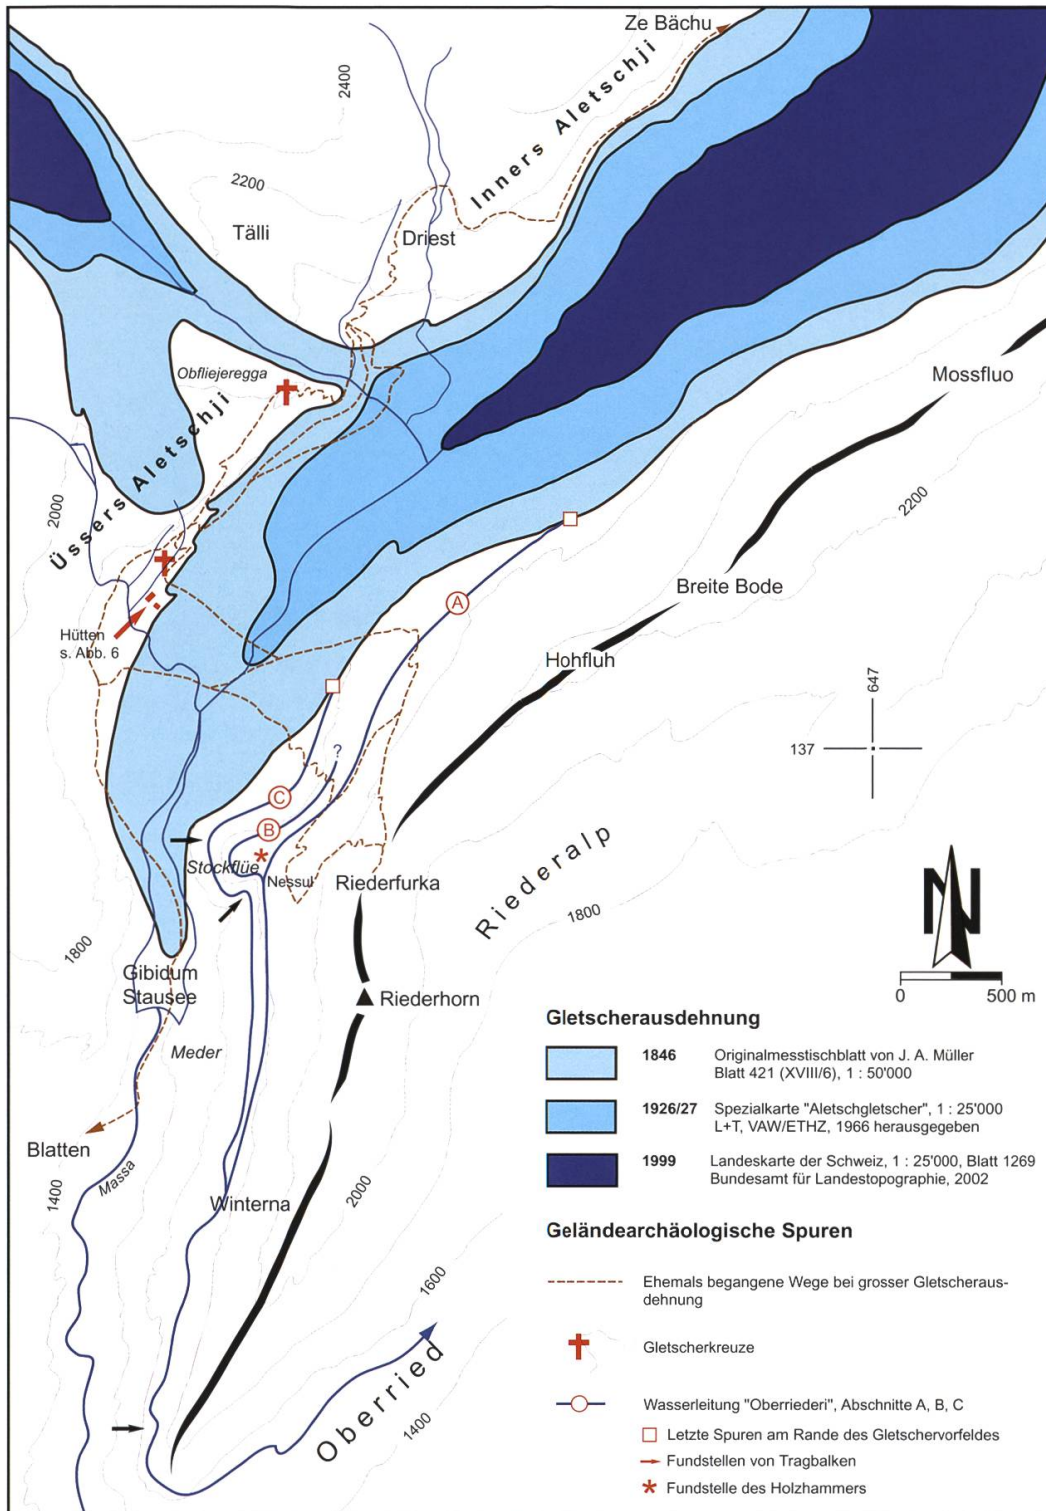 Ze Bächu
2400
Inners Aletschji
2200
Tälli
Driest
Obfliejeregga
Mossfluo
Üssers Aletschji
2000
2200
A
Breite Bode
Hütten
s. Abb. 6
Hohfluh
647
137
?
C
B
Stockflüe
Nessul
Riederfurka
Riederalp
1800
1800
N
Gibidum
Stausee
Riederhorn
0 500 m
Meder
Blatten
Massa
1400
Winterna
2000
1600
Oberried
1400
Gletscherausdehnung
1846 Originalmesstischblatt von J. A. Müller
Blatt 421 (XVIII/6), 1 : 50'000
1926/27 Spezialkarte "Aletschgletscher", 1 : 25'000
L+T, VAW/ETHZ, 1966 herausgegeben
1999 Landeskarte der Schweiz, 1 : 25'000, Blatt 1269
Bundesamt für Landestopographie, 2002
Geländearchäologische Spuren
Ehemals begangene Wege bei grosser Gletscheraus-
dehnung
Gletscherkreuze
Wasserleitung "Oberriederi", Abschnitte A, B, C
Letzte Spuren am Rande des Gletschervorfeldes
Fundstellen von Tragbalken
Fundstelle des Holzhammers